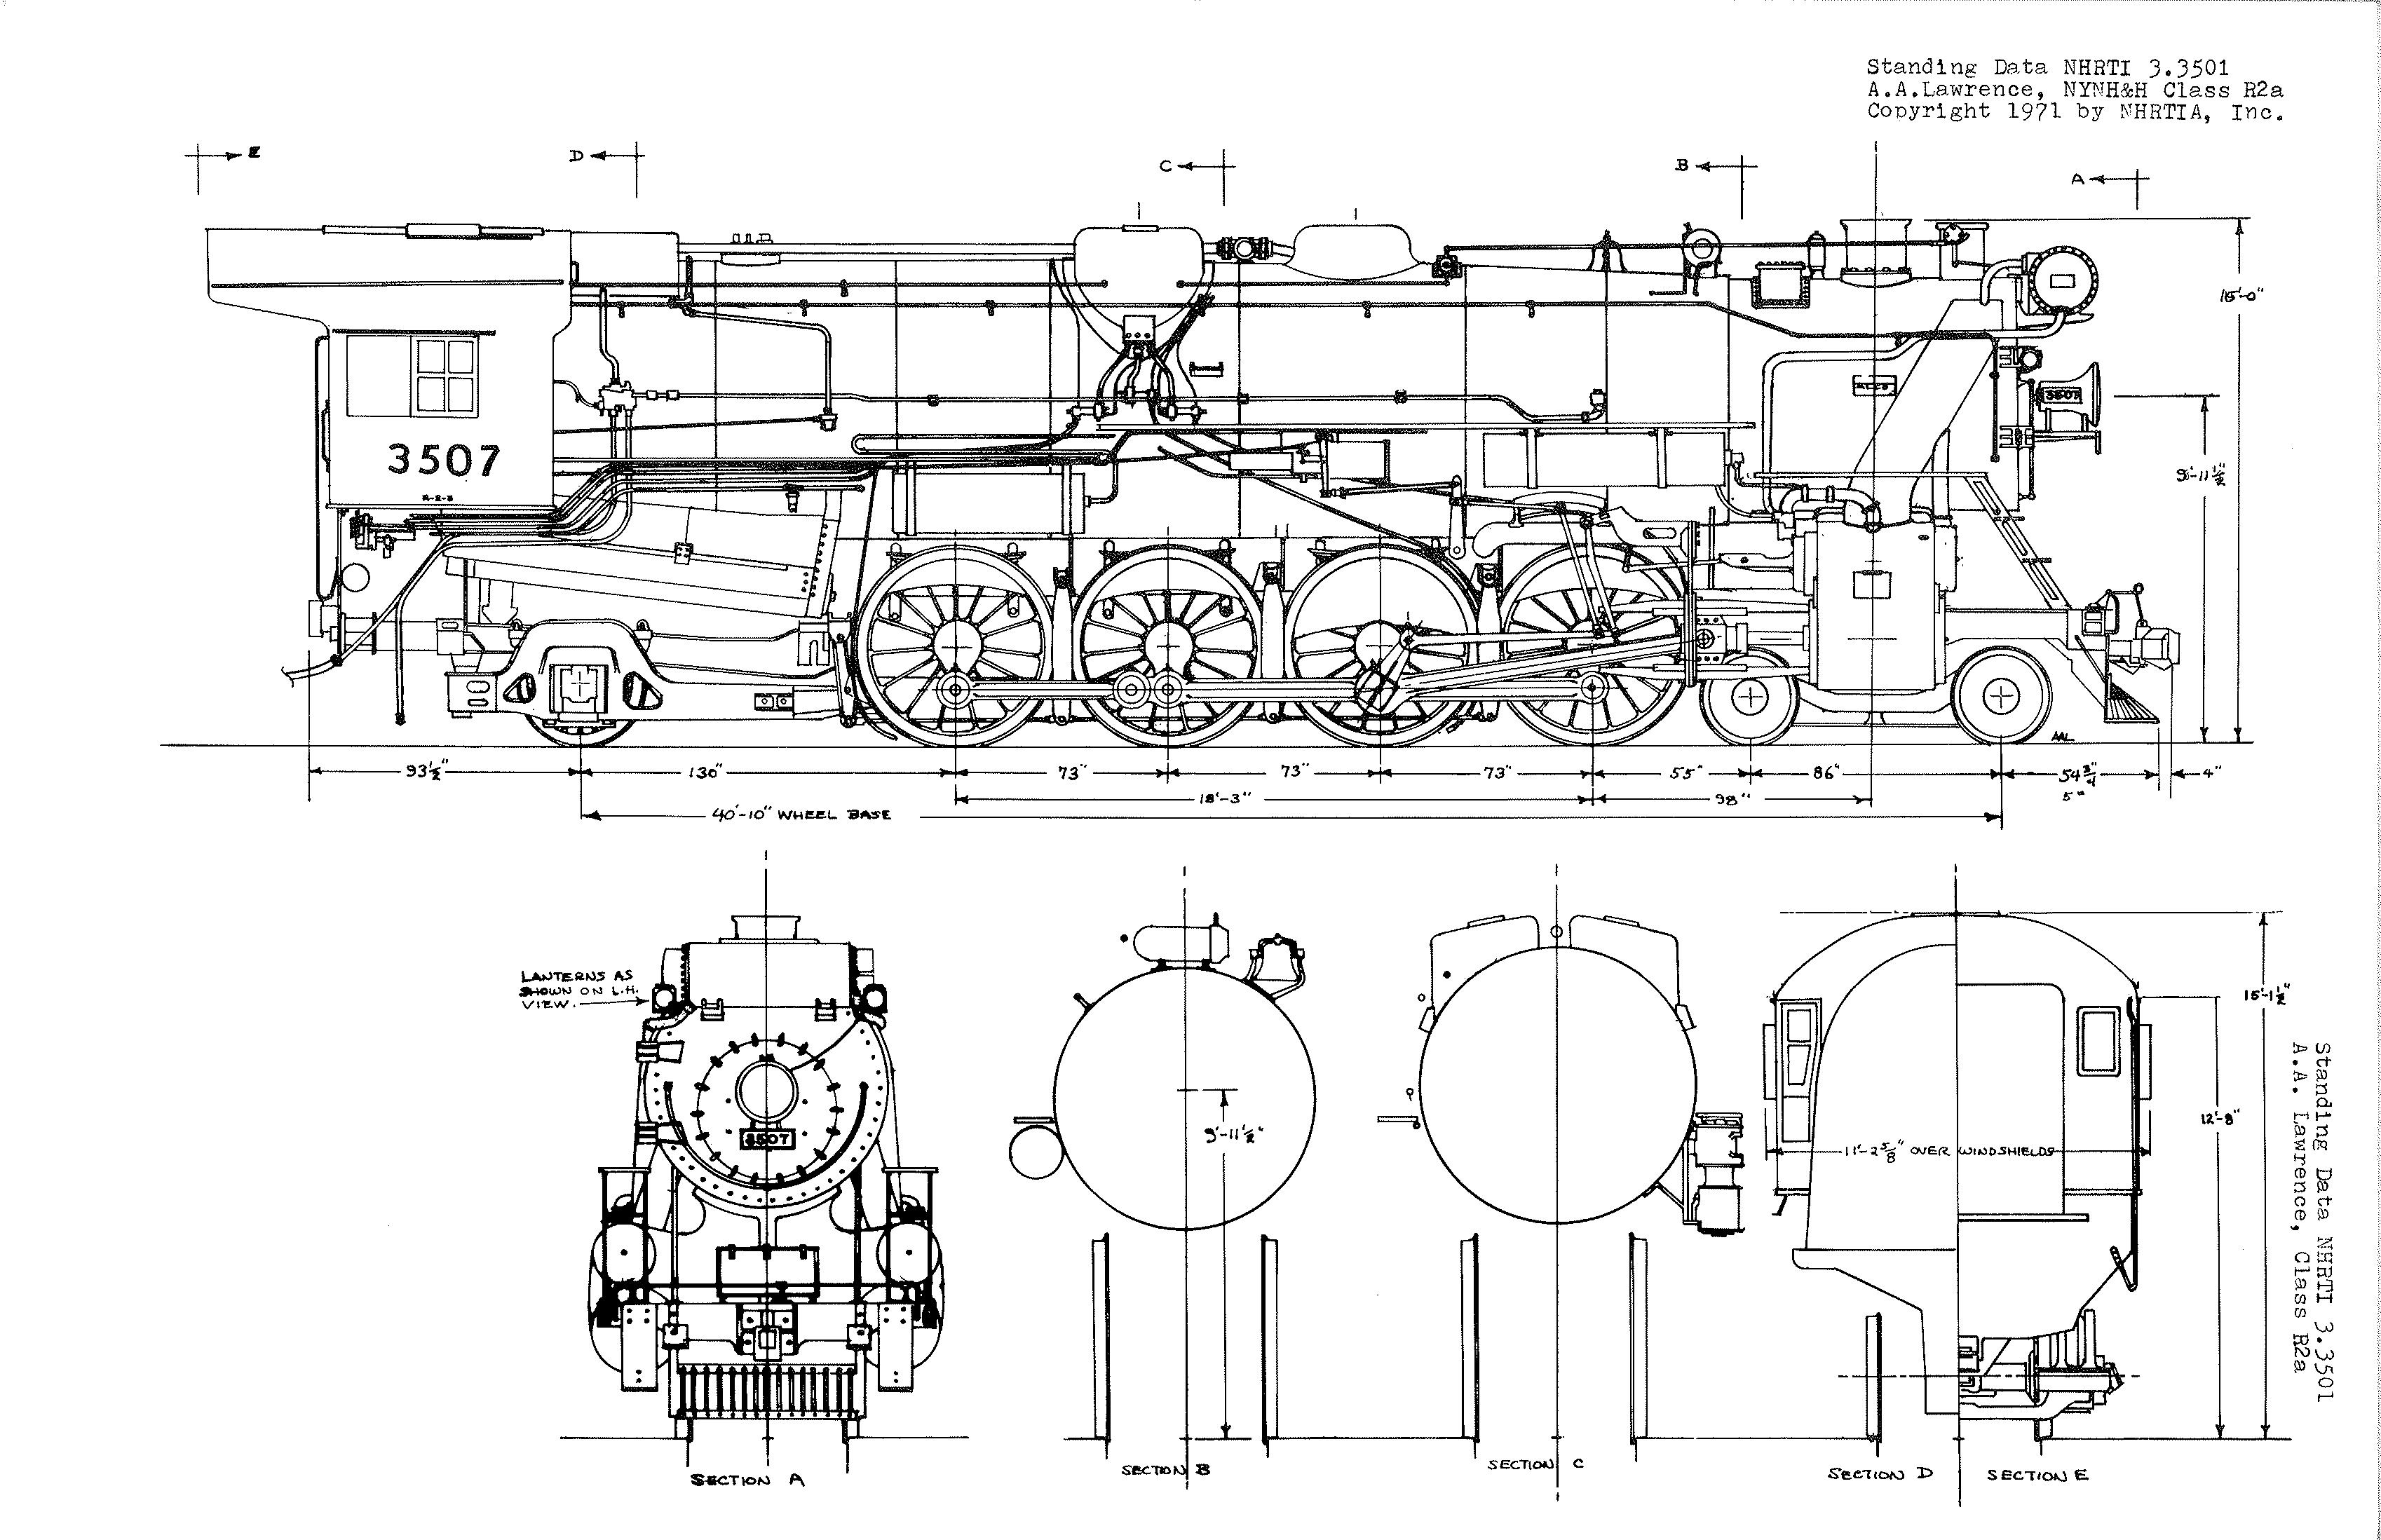 Standing Data NHRTI 3.3501
A.A.Lawrence, NYNH&H Class R2a
Copyright 1971 by NHRTIA, Inc.
E
D
C
B
A
15'-0"
ALCO
3507
3507
9'-11½"
AAL
93½"
130"
73"
73"
73"
55"
86"
54¾"
4"
5"
18'-3"
98"
40'-10" WHEEL BASE
LANTERNS AS
SHOWN ON L.H.
VIEW.
3507
9'-11½"
15'-1½"
12'-8"
11'-2⅝" OVER WINDSHIELDS
SECTION A
SECTION B
SECTION C
SECTION D
SECTION E
Standing Data NHRTI 3.3501
A.A. Lawrence, Class R2a